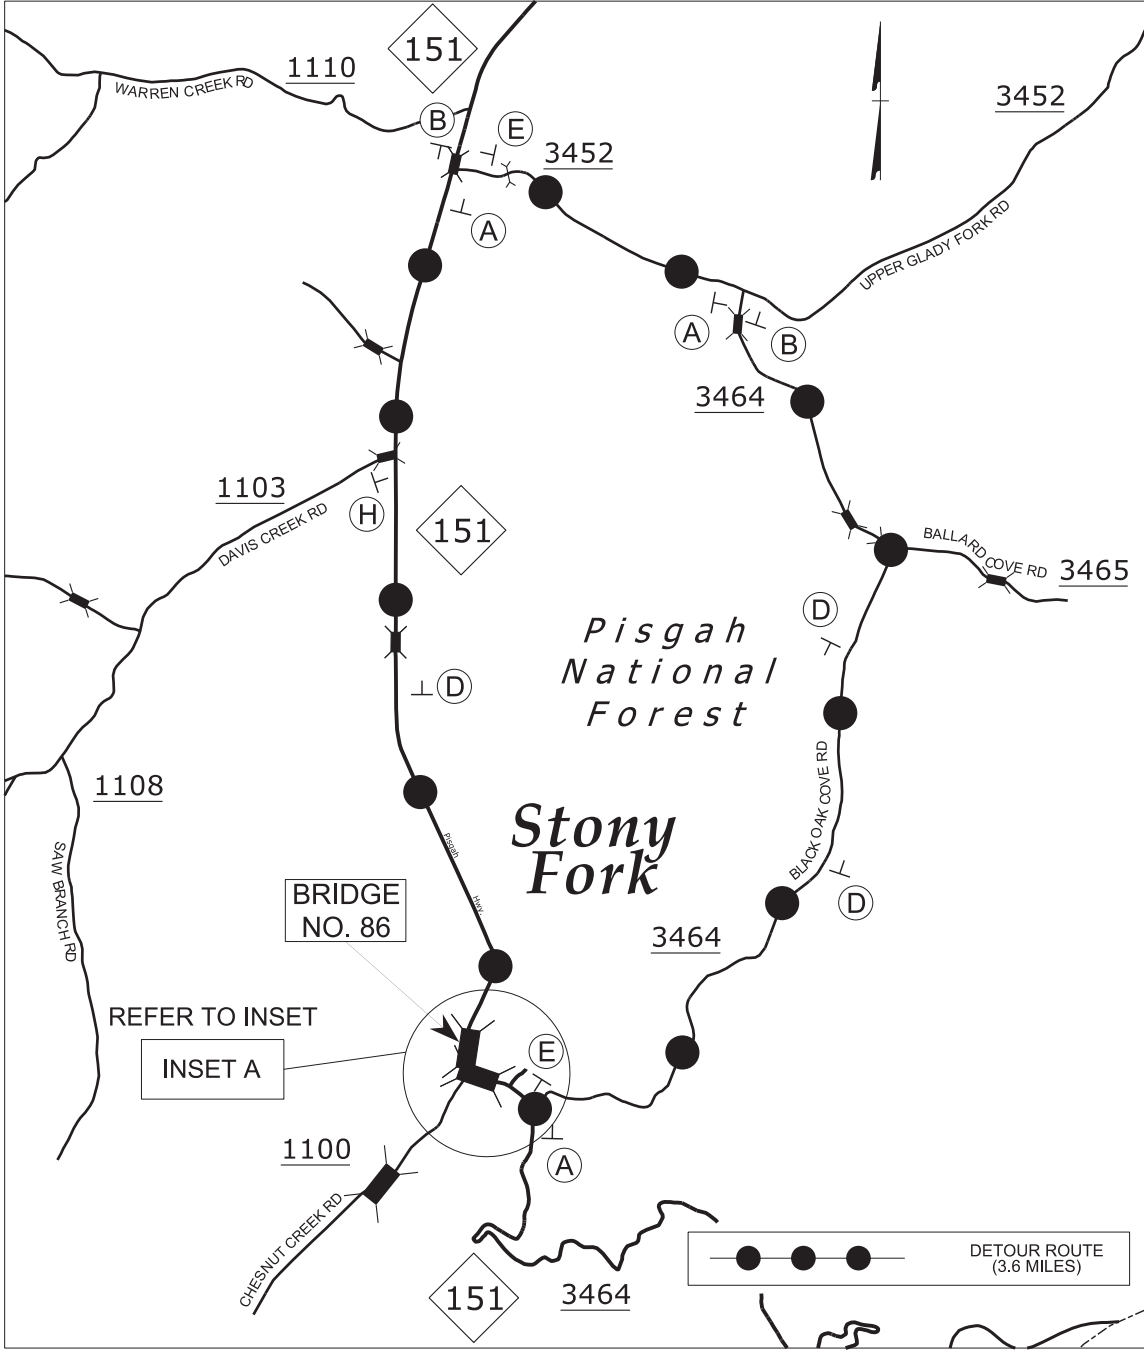 151
1110
WARREN CREEK RD
3452
B
E
3452
A
UPPER GLADY FORK RD
A
B
3464
1103
DAVIS CREEK RD
H
151
BALLARD COVE RD
3465
D
Pisgah
National
Forest
D
1108
SAW BRANCH RD
BLACK OAK COVE RD
Stony
Fork
Pisgah
Hwy.
BRIDGE
NO. 86
D
3464
REFER TO INSET
INSET A
E
1100
A
CHESNUT CREEK RD
151
3464
DETOUR ROUTE
(3.6 MILES)